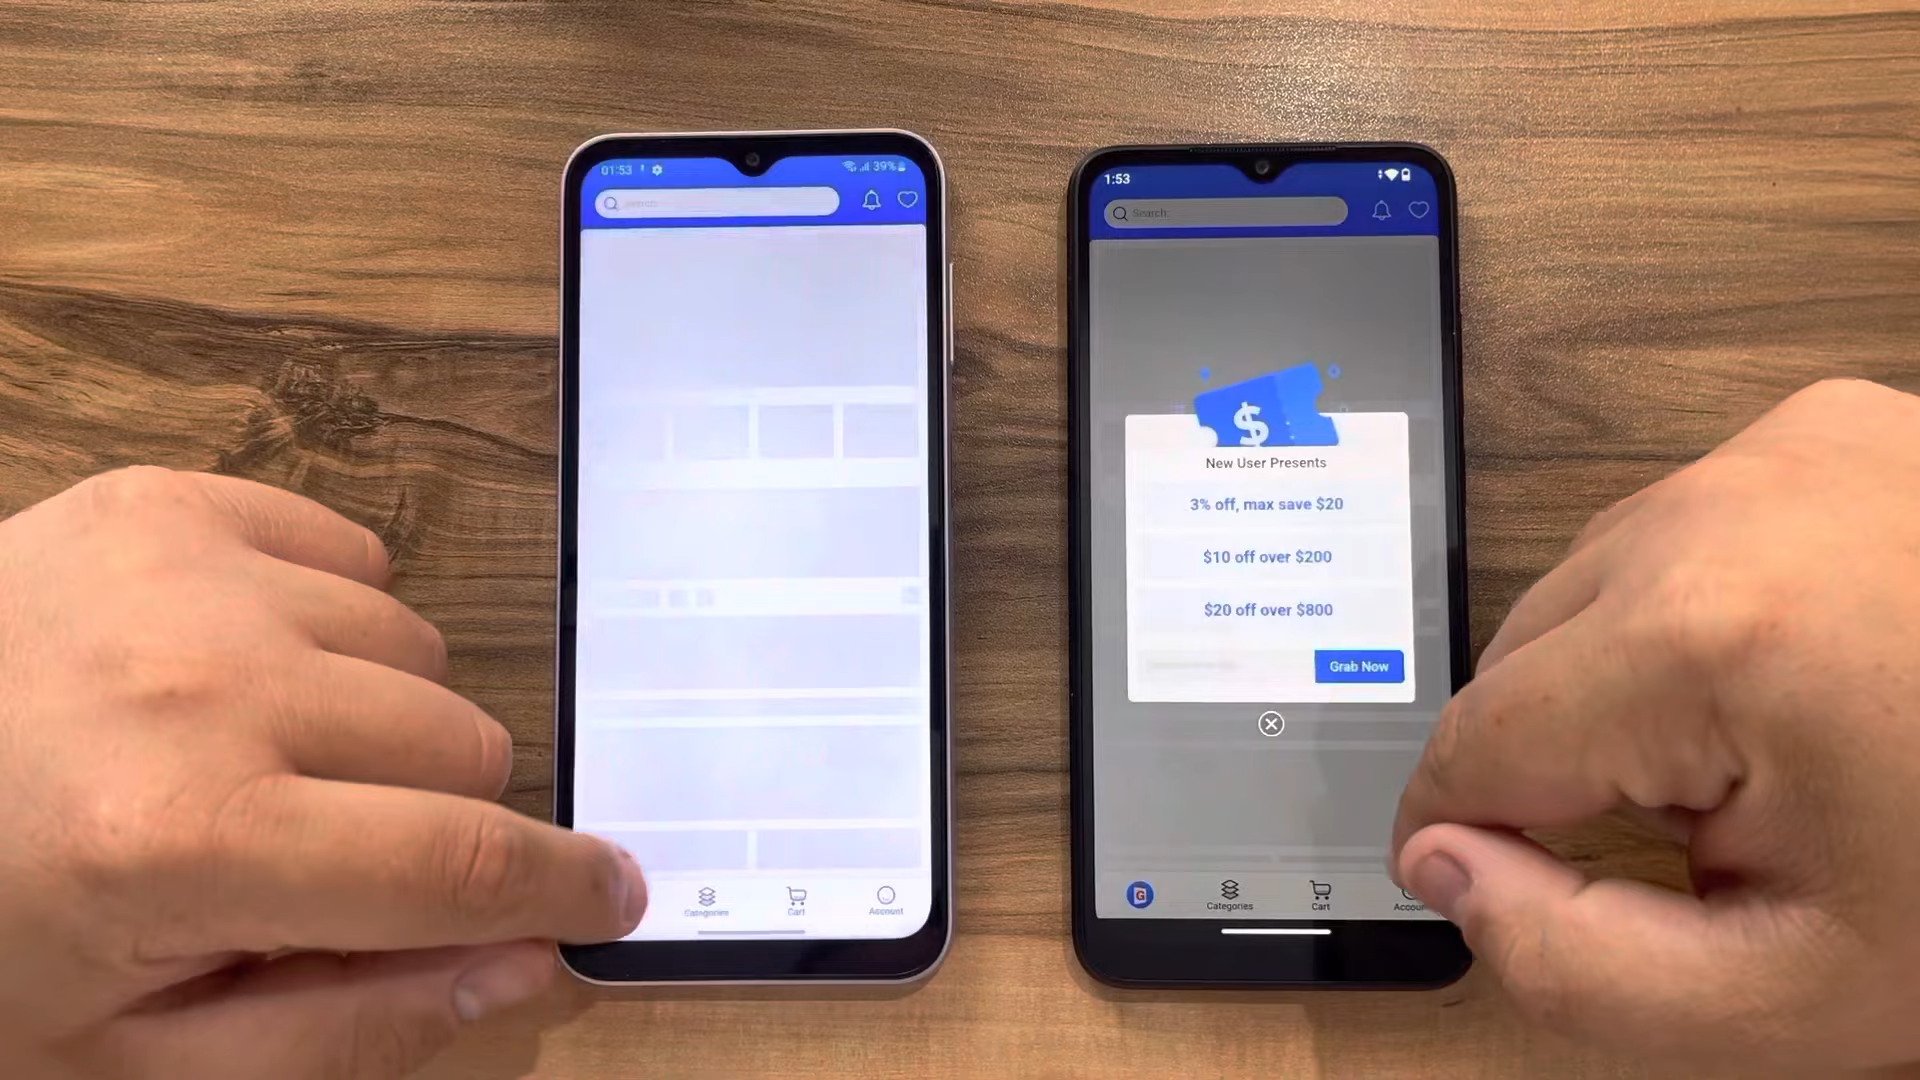 01:53
39%
Search
Categories
Cart
Account
1:53
Search
$
New User Presents
3% off, max save $20
$10 off over $200
$20 off over $800
Grab Now
G
Categories
Cart
Accou